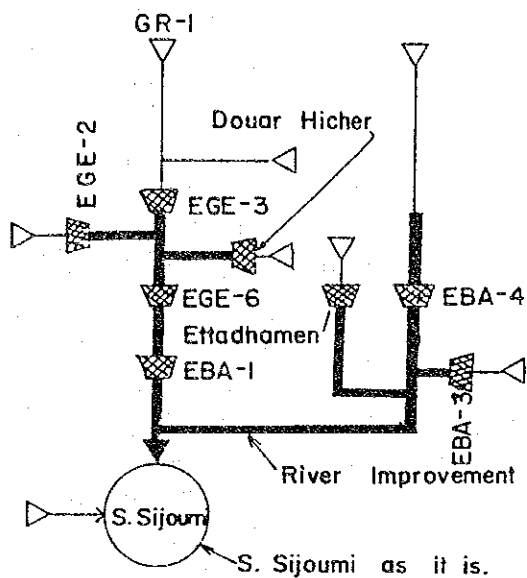 GR-1
Douar Hicher
EGE-2
EGE-3
EGE-6
Ettadhamen
EBA-4
EBA-1
EBA-3
River Improvement
S. Sijoumi
S. Sijoumi as it is.